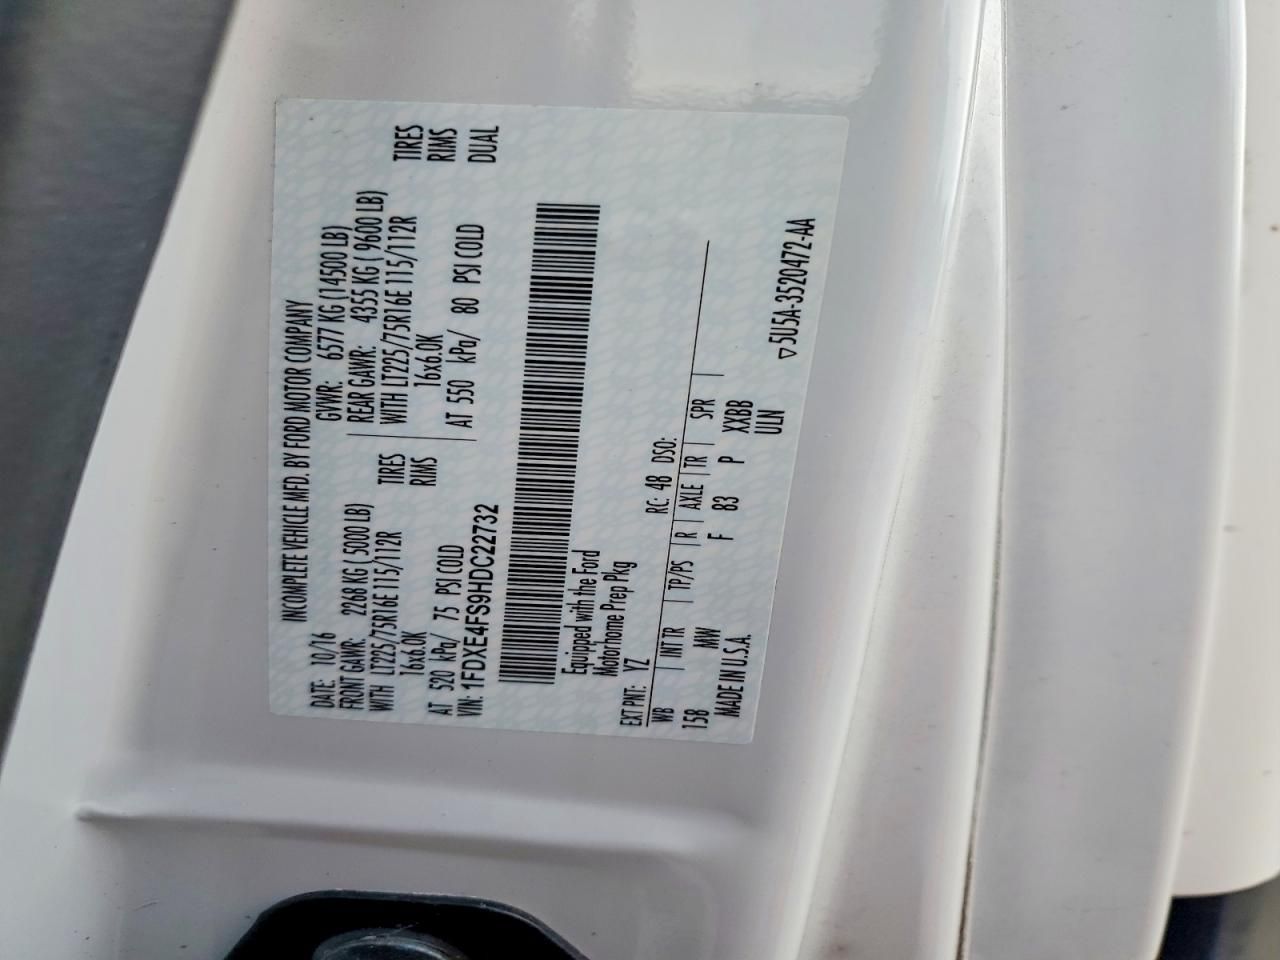 INCOMPLETE VEHICLE MFD. BY FORD MOTOR COMPANY
DATE: 10/16 GVWR: 6577 KG (14500 LB)
FRONT GAWR: 2268 KG (5000 LB) REAR GAWR: 4355 KG (9600 LB)
WITH LT225/75R16E 115/112R TIRES WITH LT225/75R16E 115/112R TIRES
16x6.0K RIMS 16x6.0K RIMS
AT 520 kPa/ 75 PSI COLD AT 550 kPa/ 80 PSI COLD DUAL
VIN: 1FDXE4FS9HDC22732
Equipped with the Ford
Motorhome Prep Pkg
EXT PNT: YZ RC: 48 DSO:
WB INT TR TP/PS R AXLE TR SPR
158 MW F 83 P XXBB
MADE IN U.S.A. ULN
▽5U5A-3520472-AA